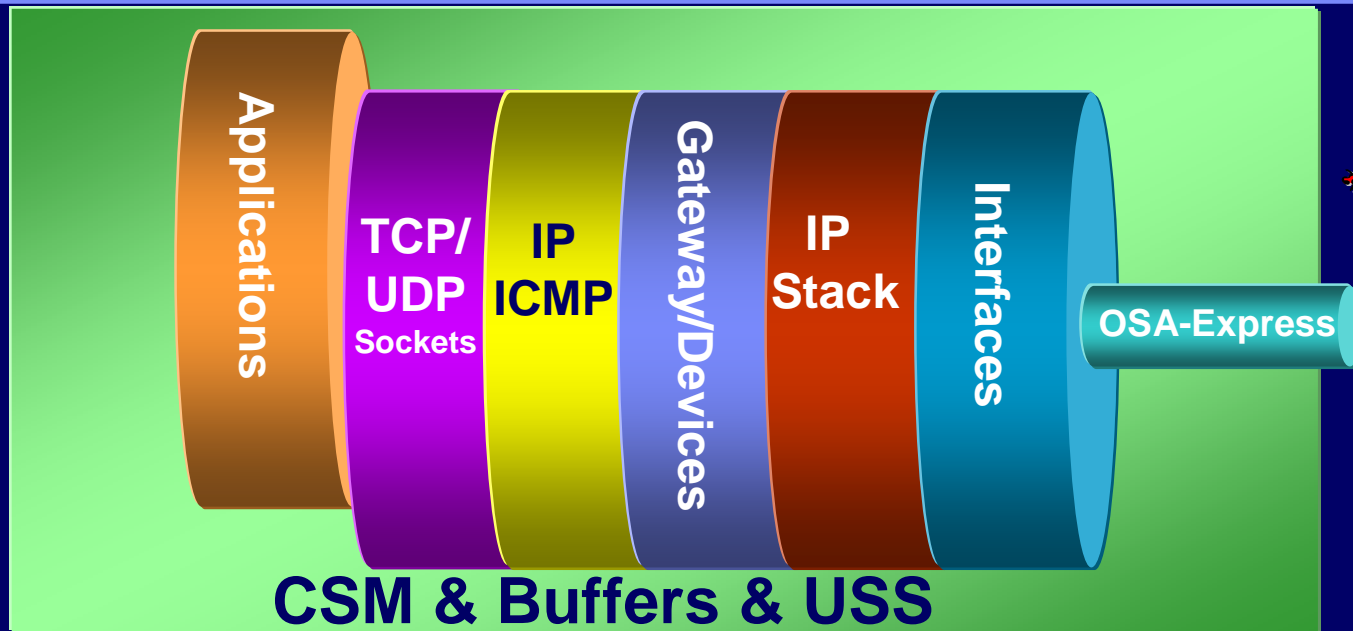 Applications
TCP/
UDP
Sockets
IP
ICMP
Gateway/Devices
IP
Stack
Interfaces
OSA-Express
CSM & Buffers & USS